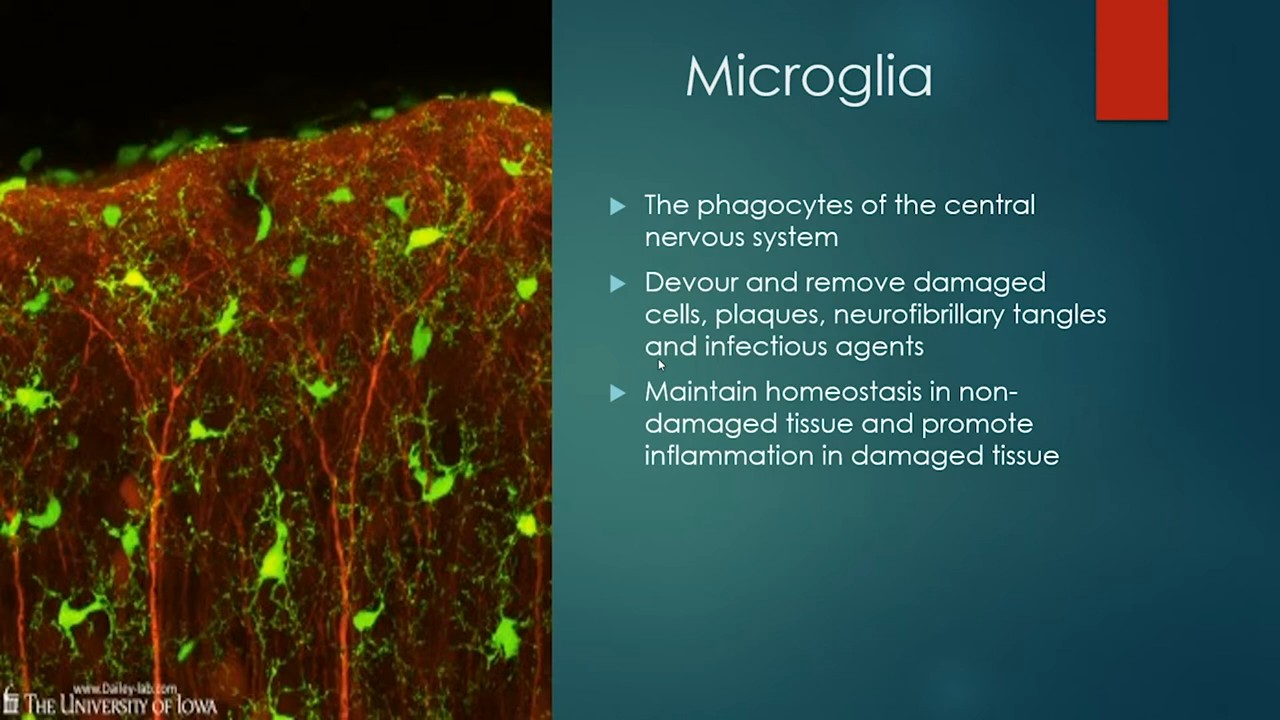 Microglia
The phagocytes of the central
nervous system
Devour and remove damaged
cells, plaques, neurofibrillary tangles
and infectious agents
Maintain homeostasis in non-
damaged tissue and promote
inflammation in damaged tissue
www.Dailey-lab.com
THE UNIVERSITY OF IOWA